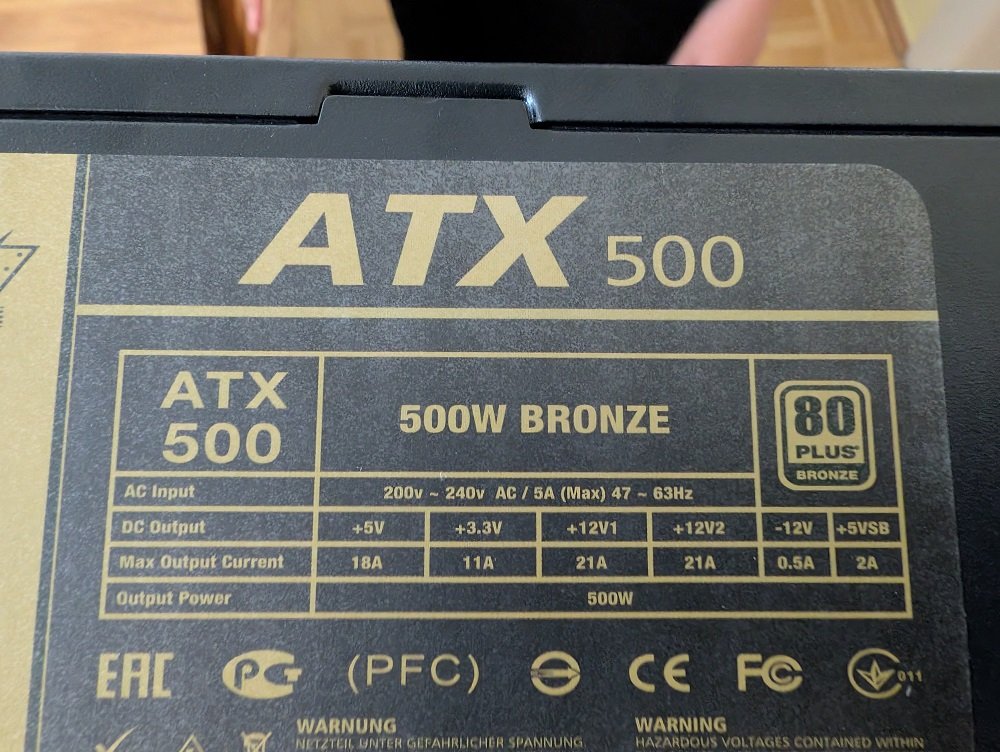 ATX 500
ATX
500
500W BRONZE
80
PLUS
BRONZE
AC Input 200v ~ 240v AC / 5A (Max) 47 ~ 63Hz
DC Output +5V +3.3V +12V1 +12V2 -12V +5VSB
Max Output Current 18A 11A 21A 21A 0.5A 2A
Output Power 500W
EAC (PFC) CE FC 011
WARNUNG WARNING
NETZTEIL UNTER GEFAHRLICHER SPANNUNG. HAZARDOUS VOLTAGES CONTAINED WITHIN